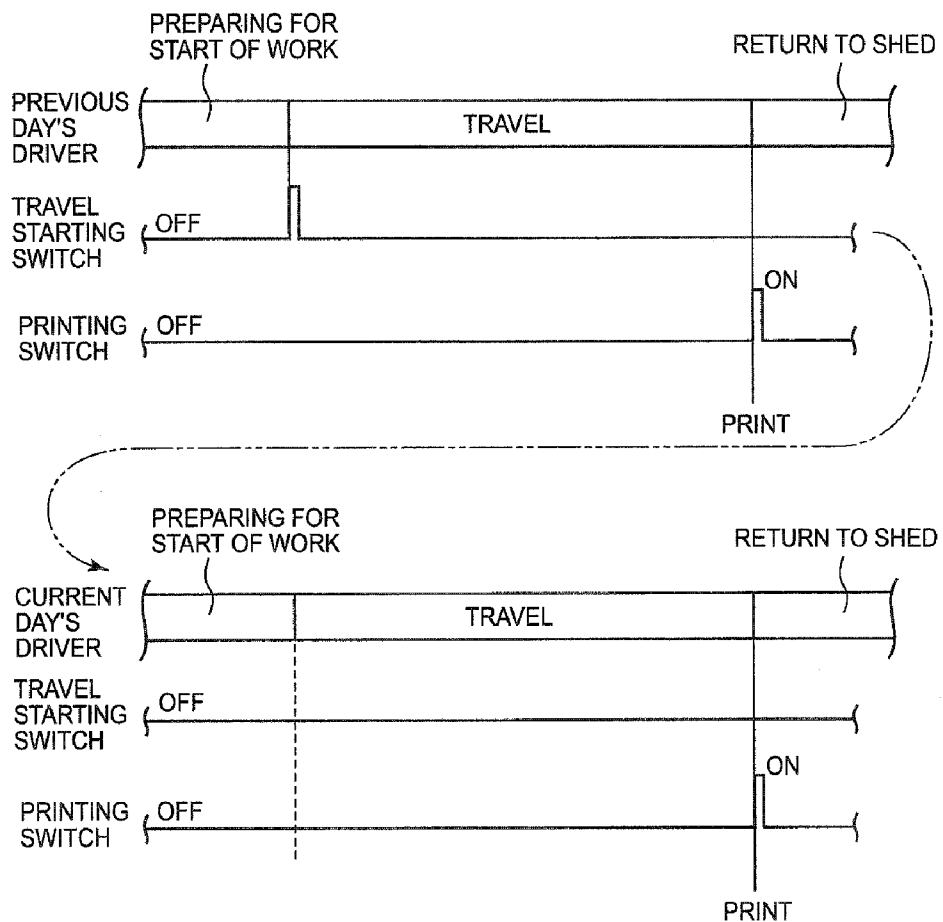 PREPARING FOR
START OF WORK
RETURN TO SHED
PREVIOUS
DAY'S
DRIVER
TRAVEL
TRAVEL
STARTING
SWITCH
OFF
ON
PRINTING
SWITCH
OFF
PRINT
PREPARING FOR
START OF WORK
RETURN TO SHED
CURRENT
DAY'S
DRIVER
TRAVEL
TRAVEL
STARTING
SWITCH
OFF
ON
PRINTING
SWITCH
OFF
PRINT